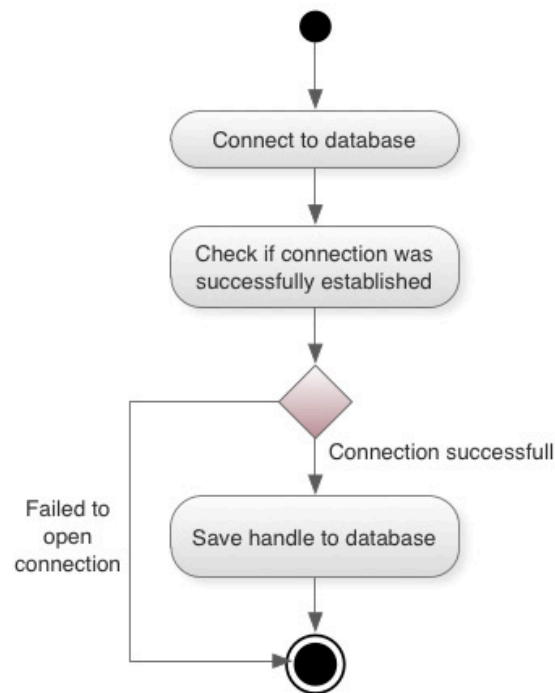 Connect to database
Check if connection was
successfully established
Connection successfull
Failed to
open
connection
Save handle to database